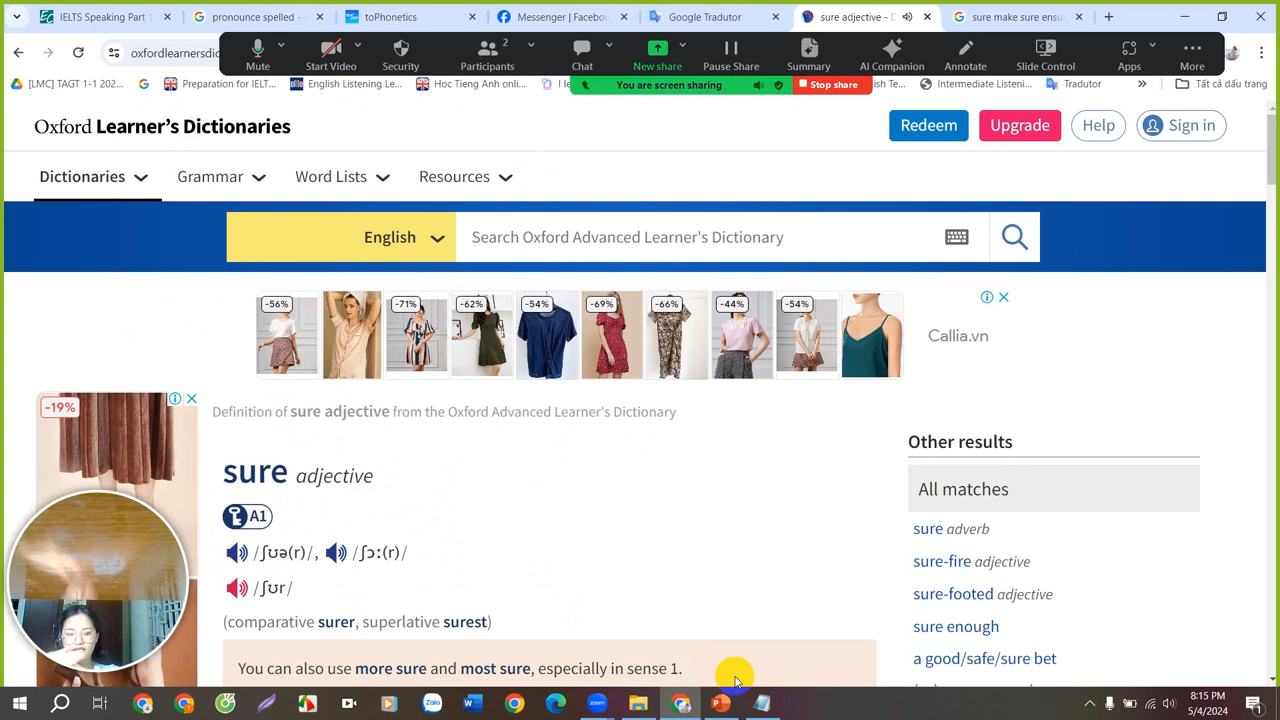 IELTS Speaking Part 1
pronounce spelled -
toPhonetics
Messenger | Facebo
Google Tradutor
sure adjective - D
sure make sure ensu
oxfordlearnersdic
Mute
Start Video
Security
2
Participants
Chat
New share
Pause Share
Summary
AI Companion
Annotate
Slide Control
Apps
More
You are screen sharing
Stop share
[LMC] TAGT 1-1 202...
Preparation for IELT...
English Listening Le...
Hoc Tieng Anh onli...
I le
ish Te...
Intermediate Listeni...
Tradutor
Tất cả dấu trang
Oxford Learner's Dictionaries
Redeem
Upgrade
Help
Sign in
Dictionaries
Grammar
Word Lists
Resources
English
Search Oxford Advanced Learner's Dictionary
-56%
-71%
-62%
-54%
-69%
-66%
-44%
-54%
Callia.vn
-19%
Definition of sure adjective from the Oxford Advanced Learner's Dictionary
sure adjective
A1
/ʃʊə(r)/, /ʃɔː(r)/
/ʃʊr/
(comparative surer, superlative surest)
You can also use more sure and most sure, especially in sense 1.
Other results
All matches
sure adverb
sure-fire adjective
sure-footed adjective
sure enough
a good/safe/sure bet
8:15 PM
5/4/2024